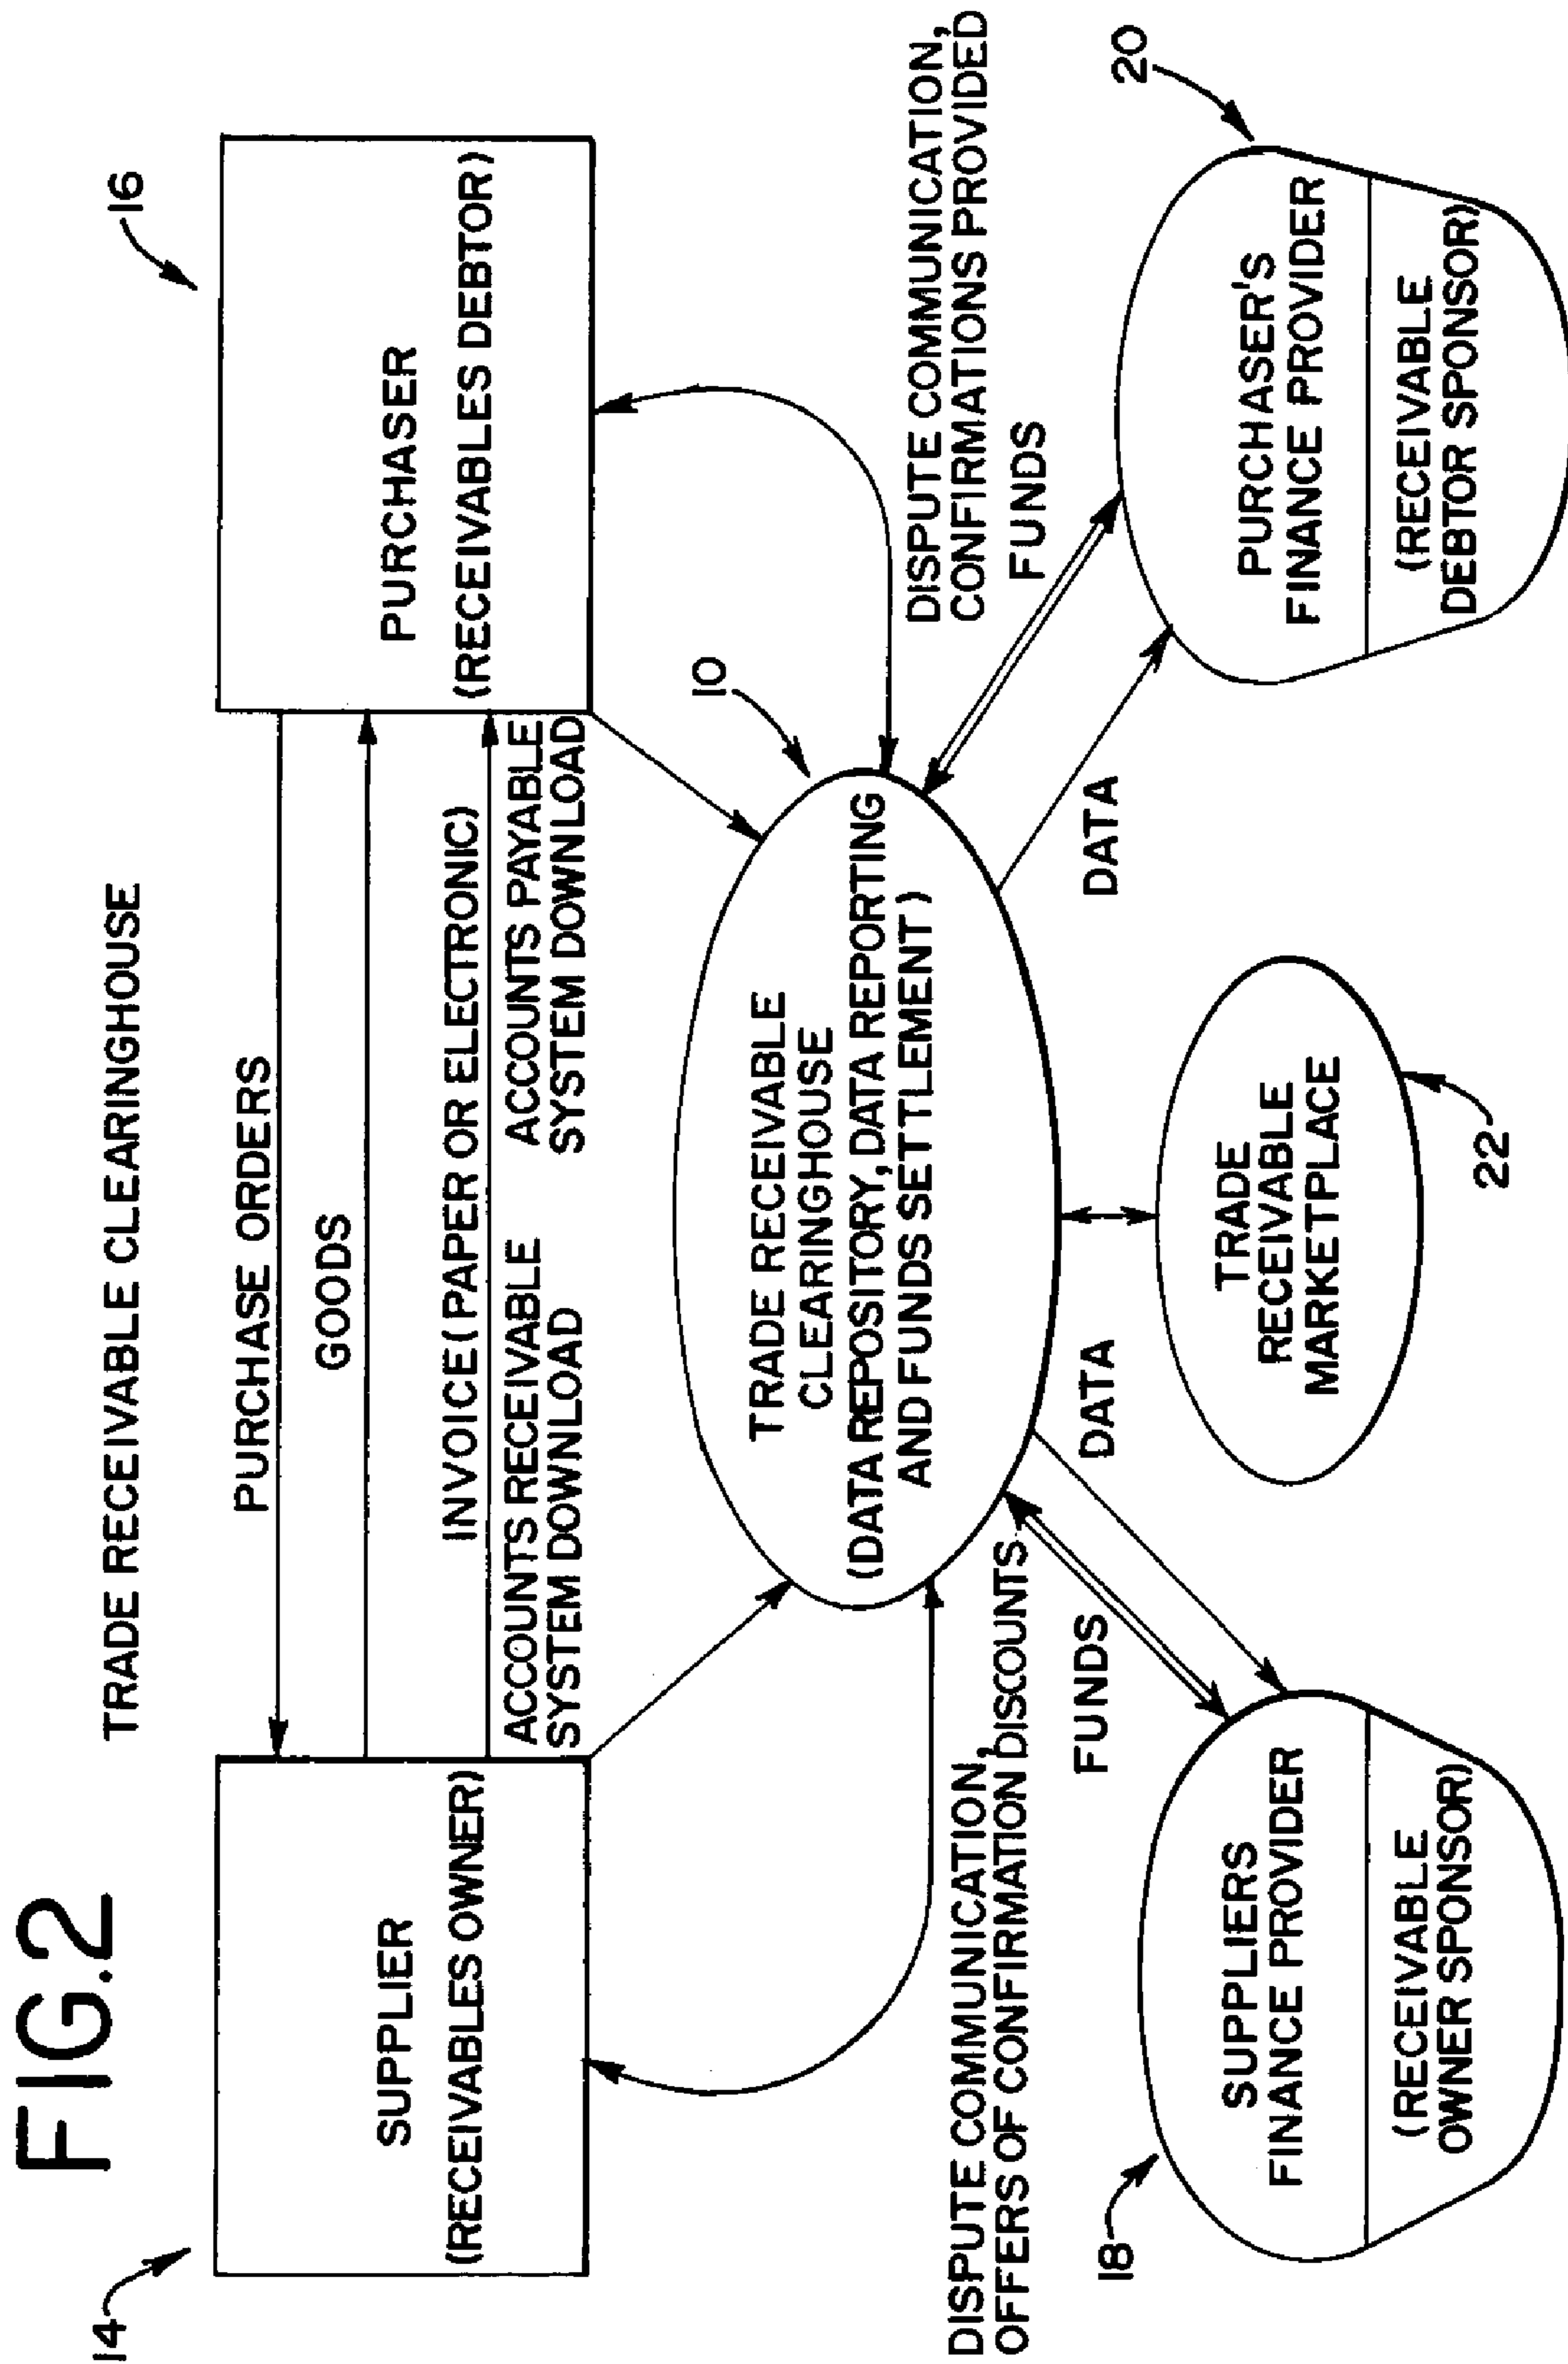 FIG.2
TRADE RECEIVABLE CLEARINGHOUSE
14
16
SUPPLIER
(RECEIVABLES OWNER)
PURCHASE ORDERS
GOODS
INVOICE(PAPER OR ELECTRONIC)
PURCHASER
(RECEIVABLES DEBTOR)
ACCOUNTS RECEIVABLE
SYSTEM DOWNLOAD
ACCOUNTS PAYABLE
SYSTEM DOWNLOAD
10
TRADE RECEIVABLE
CLEARINGHOUSE
(DATA REPOSITORY, DATA REPORTING
AND FUNDS SETTLEMENT)
DISPUTE COMMUNICATION,
OFFERS OF CONFIRMATION DISCOUNTS
DISPUTE COMMUNICATION,
CONFIRMATIONS PROVIDED
FUNDS
DATA
DATA
FUNDS
18
SUPPLIERS
FINANCE PROVIDER
(RECEIVABLE
OWNER SPONSOR)
TRADE
RECEIVABLE
MARKETPLACE
22
20
PURCHASER'S
FINANCE PROVIDER
(RECEIVABLE
DEBTOR SPONSOR)